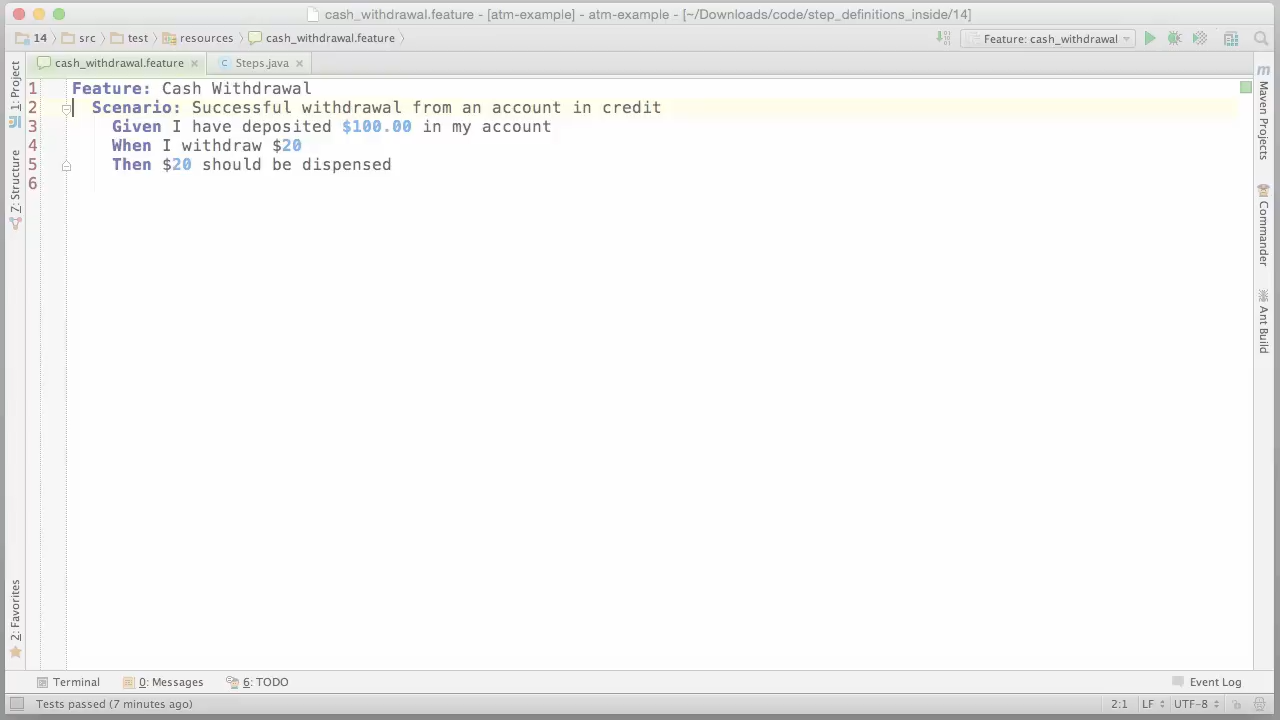 cash_withdrawal.feature - [atm-example] - atm-example - [~/Downloads/code/step_definitions_inside/14]
14 src test resources cash_withdrawal.feature
Feature: cash_withdrawal
cash_withdrawal.feature Steps.java
1 Feature: Cash Withdrawal
2 Scenario: Successful withdrawal from an account in credit
3 Given I have deposited $100.00 in my account
4 When I withdraw $20
5 Then $20 should be dispensed
6
1: Project
7: Structure
2: Favorites
Maven Projects
Commander
Ant Build
Terminal 0: Messages 6: TODO Event Log
Tests passed (7 minutes ago) 2:1 LF UTF-8